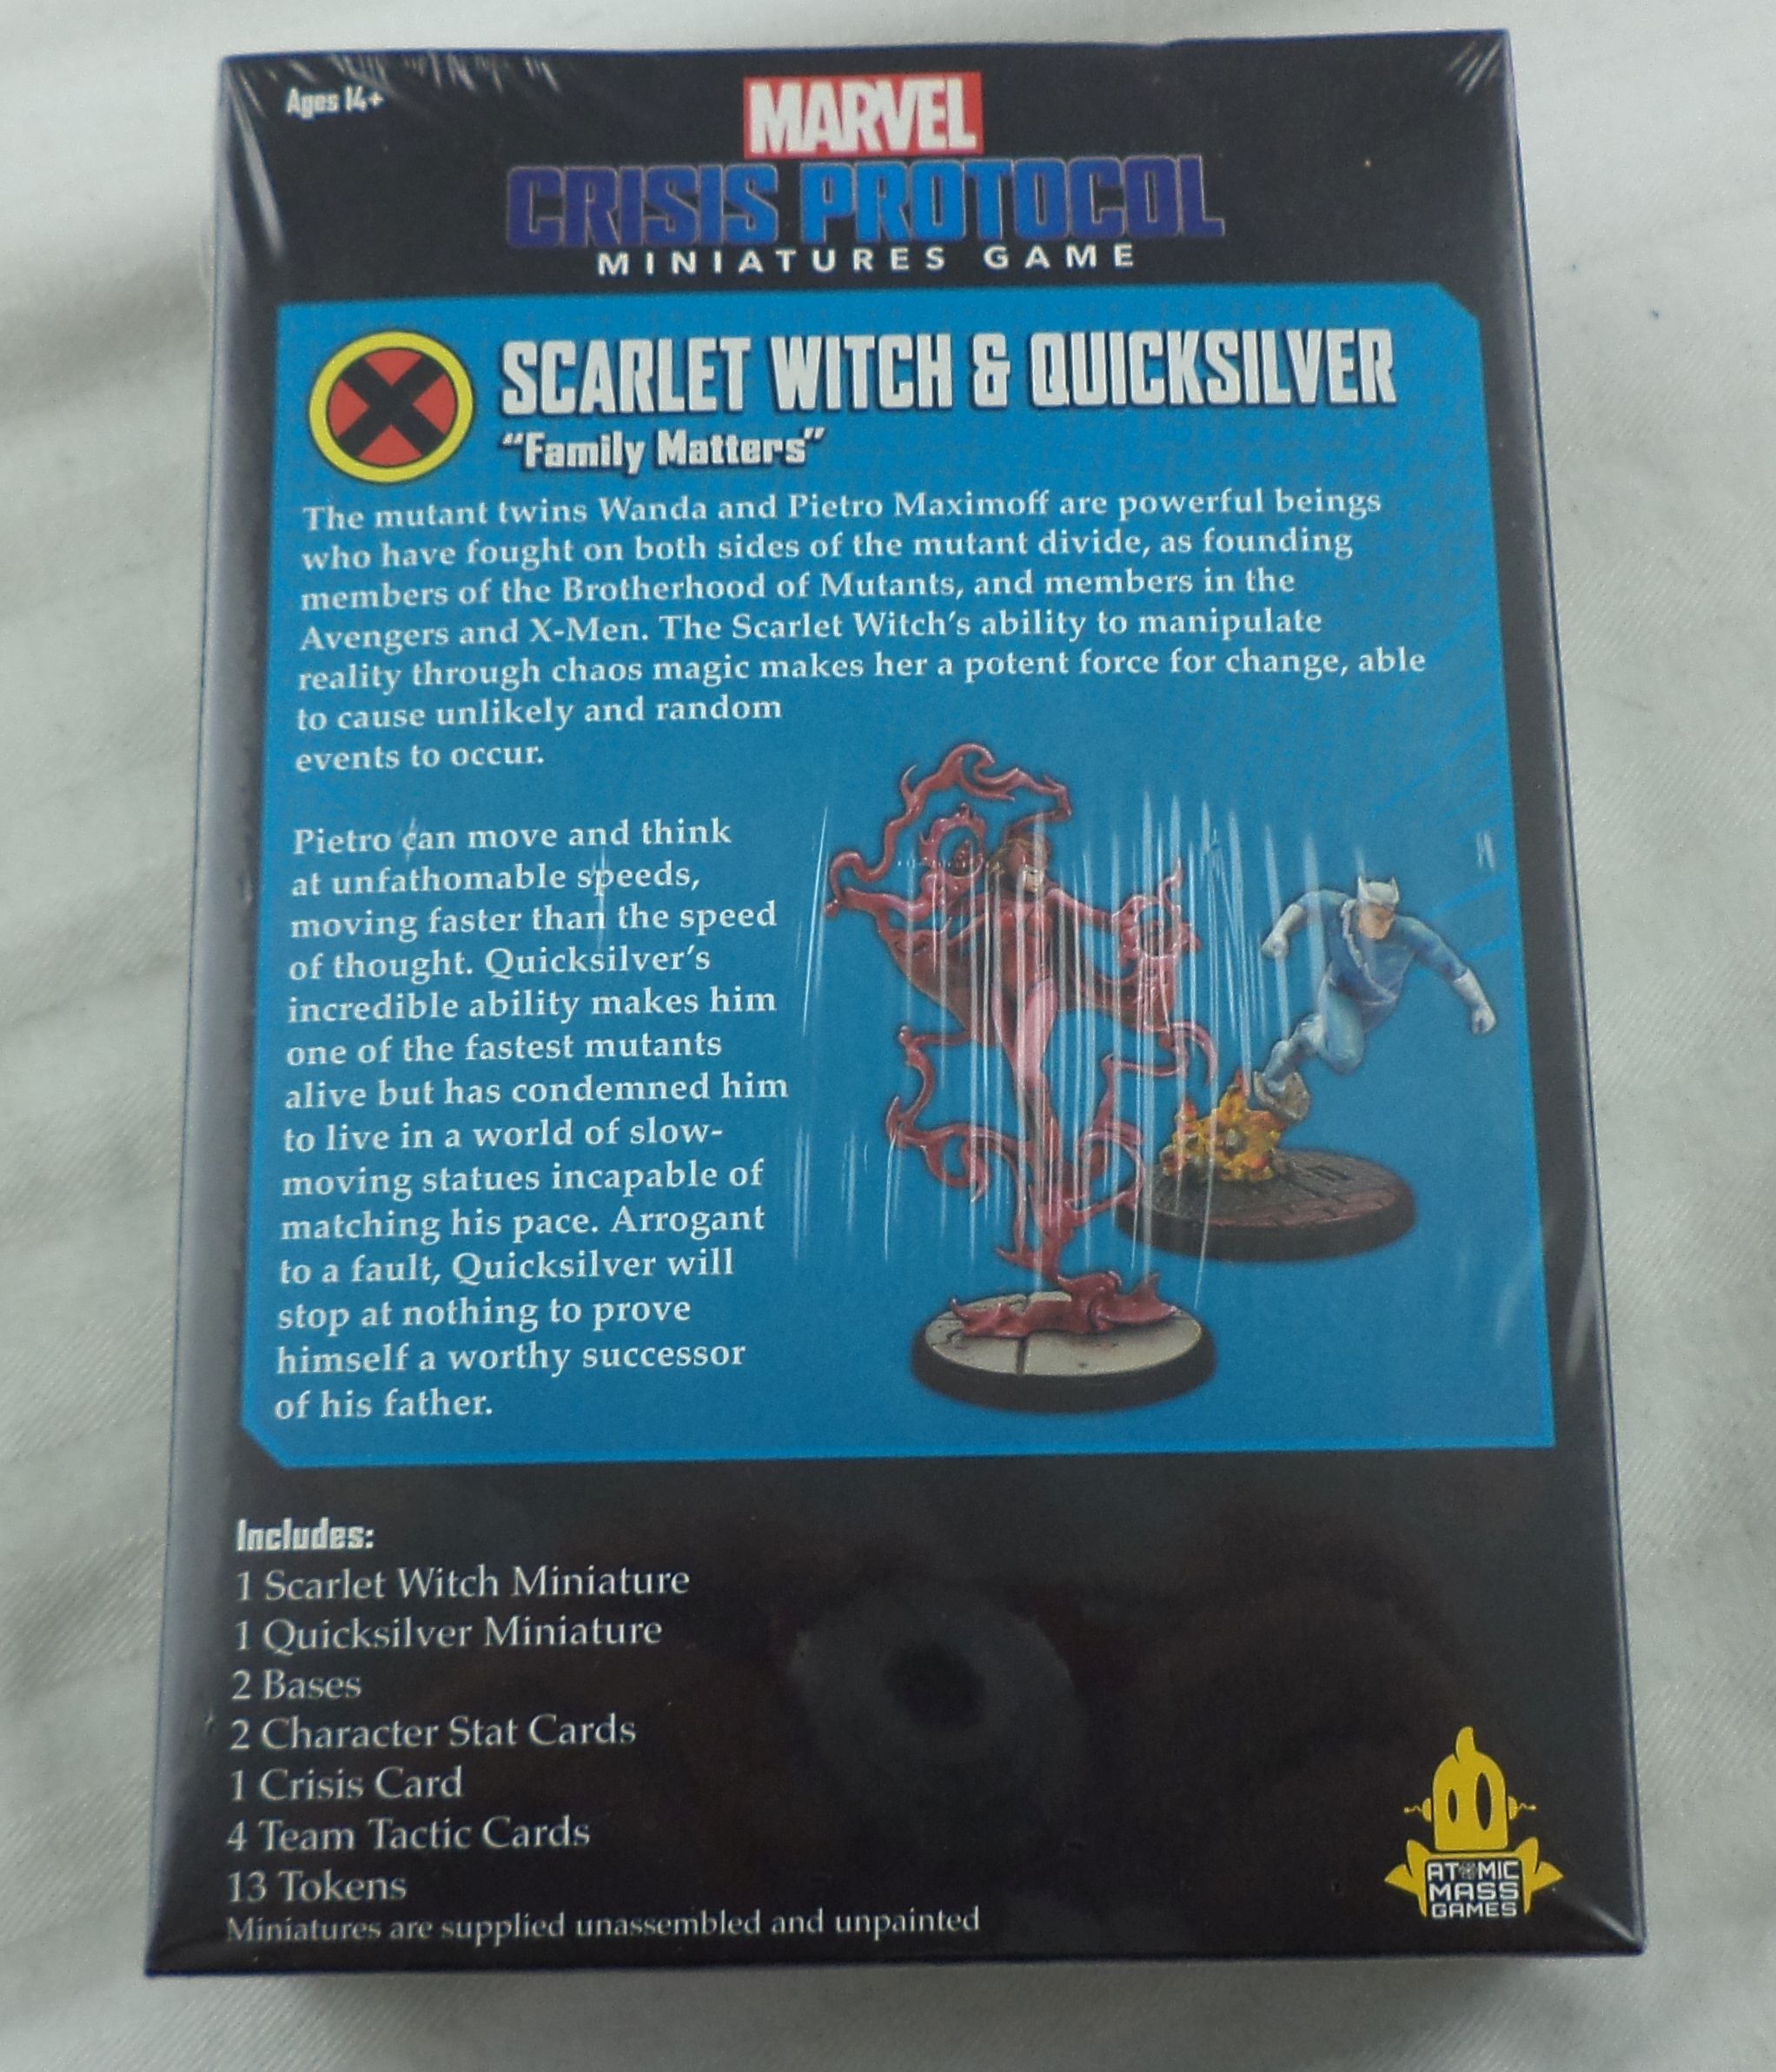 Ages 14+
MARVEL
CRISIS PROTOCOL
MINIATURES GAME
SCARLET WITCH & QUICKSILVER
"Family Matters"
The mutant twins Wanda and Pietro Maximoff are powerful beings
who have fought on both sides of the mutant divide, as founding
members of the Brotherhood of Mutants, and members in the
Avengers and X-Men. The Scarlet Witch's ability to manipulate
reality through chaos magic makes her a potent force for change, able
to cause unlikely and random
events to occur.
Pietro can move and think
at unfathomable speeds,
moving faster than the speed
of thought. Quicksilver's
incredible ability makes him
one of the fastest mutants
alive but has condemned him
to live in a world of slow-
moving statues incapable of
matching his pace. Arrogant
to a fault, Quicksilver will
stop at nothing to prove
himself a worthy successor
of his father.
Includes:
1 Scarlet Witch Miniature
1 Quicksilver Miniature
2 Bases
2 Character Stat Cards
1 Crisis Card
4 Team Tactic Cards
13 Tokens
Miniatures are supplied unassembled and unpainted
ATOMIC
MASS
GAMES